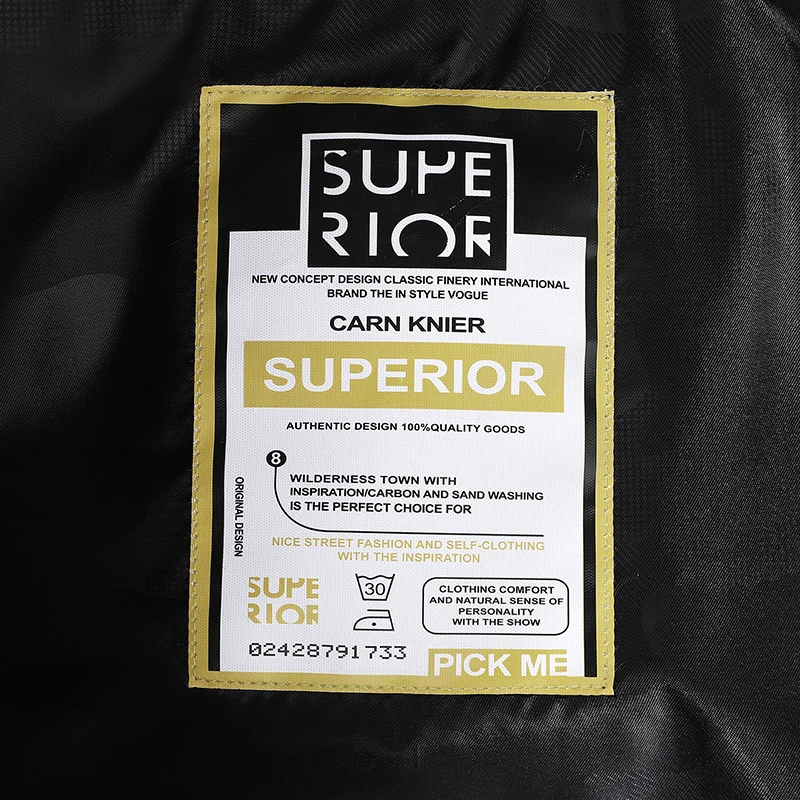 SUPE
RIOR
NEW CONCEPT DESIGN CLASSIC FINERY INTERNATIONAL
BRAND THE IN STYLE VOGUE
CARN KNIER
SUPERIOR
AUTHENTIC DESIGN 100%QUALITY GOODS
8
WILDERNESS TOWN WITH
INSPIRATION/CARBON AND SAND WASHING
IS THE PERFECT CHOICE FOR
ORIGINAL DESIGN
NICE STREET FASHION AND SELF-CLOTHING
WITH THE INSPIRATION
SUPE
RIOR
30
CLOTHING COMFORT
AND NATURAL SENSE OF
PERSONALITY
WITH THE SHOW
02428791733
PICK ME